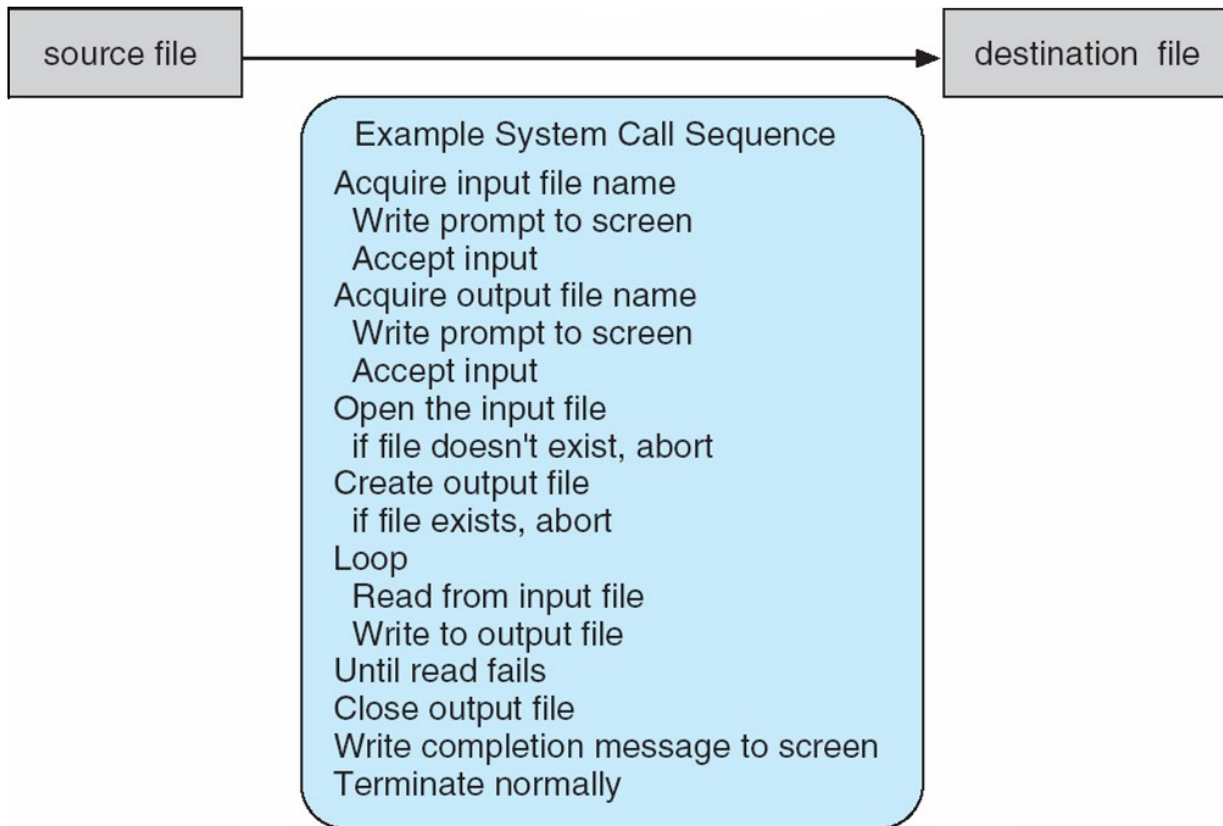 source file
destination file
Example System Call Sequence
Acquire input file name
Write prompt to screen
Accept input
Acquire output file name
Write prompt to screen
Accept input
Open the input file
if file doesn't exist, abort
Create output file
if file exists, abort
Loop
Read from input file
Write to output file
Until read fails
Close output file
Write completion message to screen
Terminate normally